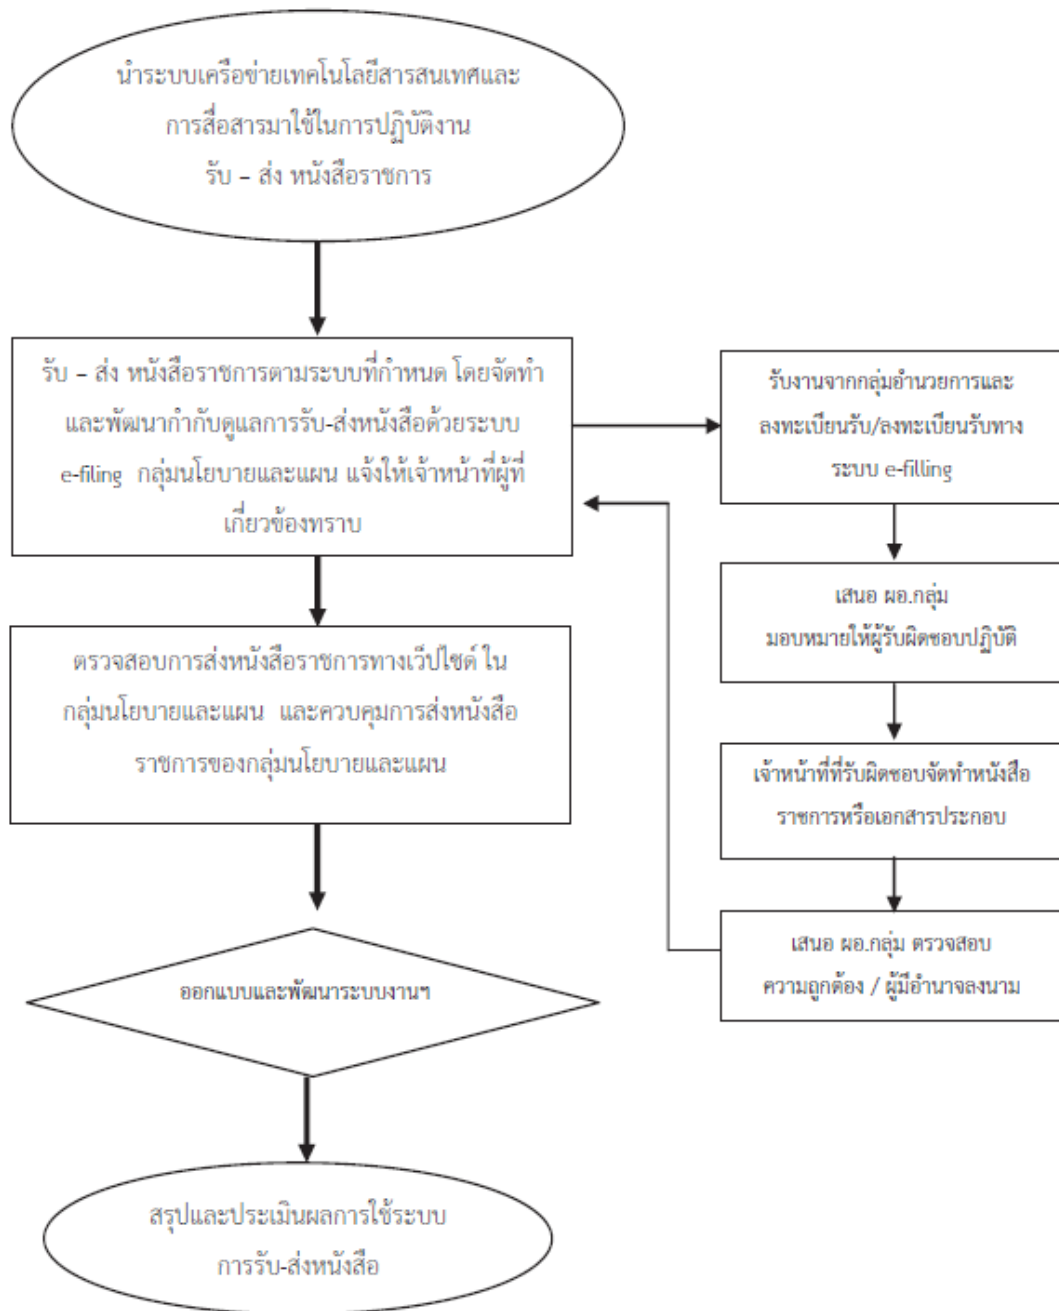 นำระบบเครือข่ายเทคโนโลยีสารสนเทศและ
การสื่อสารมาใช้ในการปฏิบัติงาน
รับ – ส่ง หนังสือราชการ
รับ – ส่ง หนังสือราชการตามระบบที่กำหนด โดยจัดทำ
และพัฒนากำกับดูแลการรับ-ส่งหนังสือด้วยระบบ
e-filing กลุ่มนโยบายและแผน แจ้งให้เจ้าหน้าที่ผู้ที่
เกี่ยวข้องทราบ
ตรวจสอบการส่งหนังสือราชการทางเว็ปไซด์ ใน
กลุ่มนโยบายและแผน และควบคุมการส่งหนังสือ
ราชการของกลุ่มนโยบายและแผน
ออกแบบและพัฒนาระบบงานฯ
สรุปและประเมินผลการใช้ระบบ
การรับ-ส่งหนังสือ
รับงานจากกลุ่มอำนวยการและ
ลงทะเบียนรับ/ลงทะเบียนรับทาง
ระบบ e-filling
เสนอ ผอ.กลุ่ม
มอบหมายให้ผู้รับผิดชอบปฏิบัติ
เจ้าหน้าที่ที่รับผิดชอบจัดทำหนังสือ
ราชการหรือเอกสารประกอบ
เสนอ ผอ.กลุ่ม ตรวจสอบ
ความถูกต้อง / ผู้มีอำนาจลงนาม